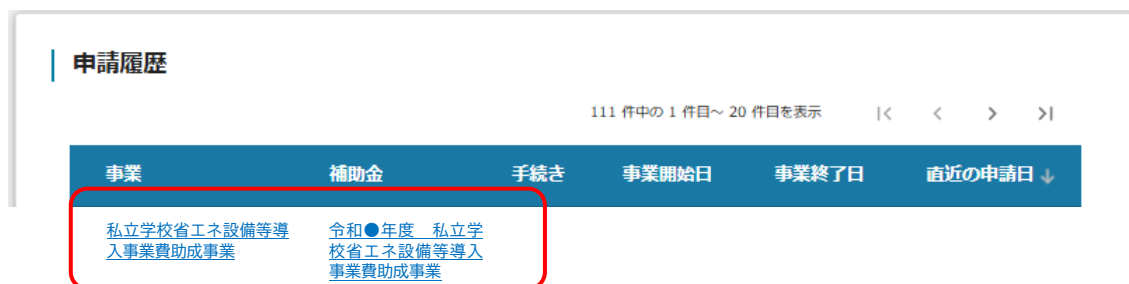 申請履歴
111 件中の 1 件目～ 20 件目を表示
事業 補助金 手続き 事業開始日 事業終了日 直近の申請日
私立学校省エネ設備等導
入事業費助成事業
令和●年度　私立学
校省エネ設備等導入
事業費助成事業